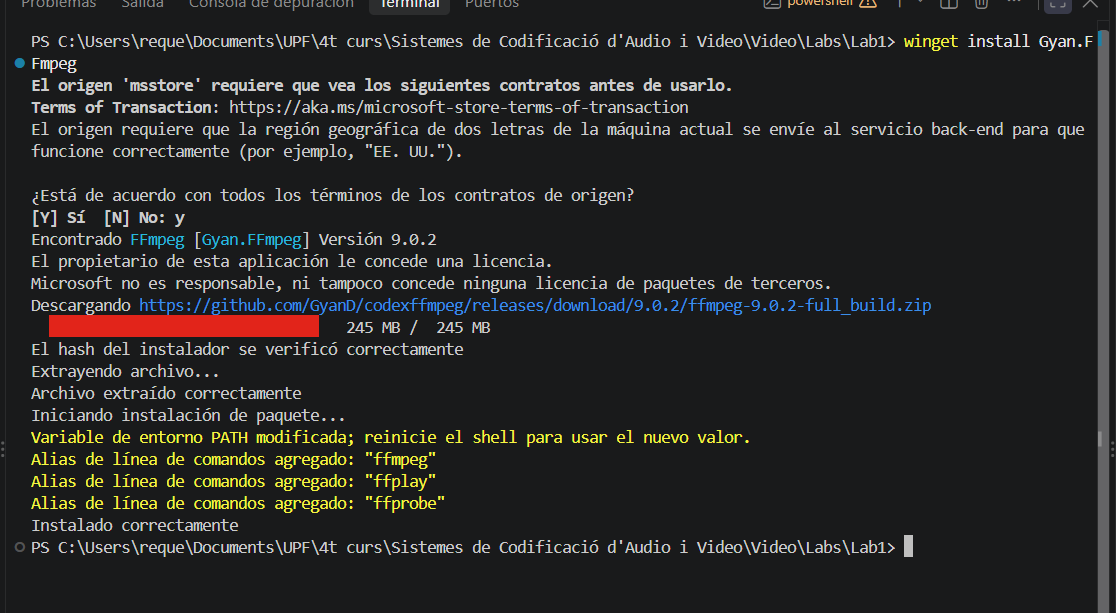 Problemas Salida Consola de depuración Terminal Puertos powershell
PS C:\Users\reque\Documents\UPF\4t curs\Sistemes de Codificació d'Audio i Video\Video\Labs\Lab1> winget install Gyan.F
Fmpeg
El origen 'msstore' requiere que vea los siguientes contratos antes de usarlo.
Terms of Transaction: https://aka.ms/microsoft-store-terms-of-transaction
El origen requiere que la región geográfica de dos letras de la máquina actual se envíe al servicio back-end para que
funcione correctamente (por ejemplo, "EE. UU.").
¿Está de acuerdo con todos los términos de los contratos de origen?
[Y] Sí  [N] No: y
Encontrado FFmpeg [Gyan.FFmpeg] Versión 9.0.2
El propietario de esta aplicación le concede una licencia.
Microsoft no es responsable, ni tampoco concede ninguna licencia de paquetes de terceros.
Descargando https://github.com/GyanD/codexffmpeg/releases/download/9.0.2/ffmpeg-9.0.2-full_build.zip
245 MB /  245 MB
El hash del instalador se verificó correctamente
Extrayendo archivo...
Archivo extraído correctamente
Iniciando instalación de paquete...
Variable de entorno PATH modificada; reinicie el shell para usar el nuevo valor.
Alias de línea de comandos agregado: "ffmpeg"
Alias de línea de comandos agregado: "ffplay"
Alias de línea de comandos agregado: "ffprobe"
Instalado correctamente
PS C:\Users\reque\Documents\UPF\4t curs\Sistemes de Codificació d'Audio i Video\Video\Labs\Lab1>